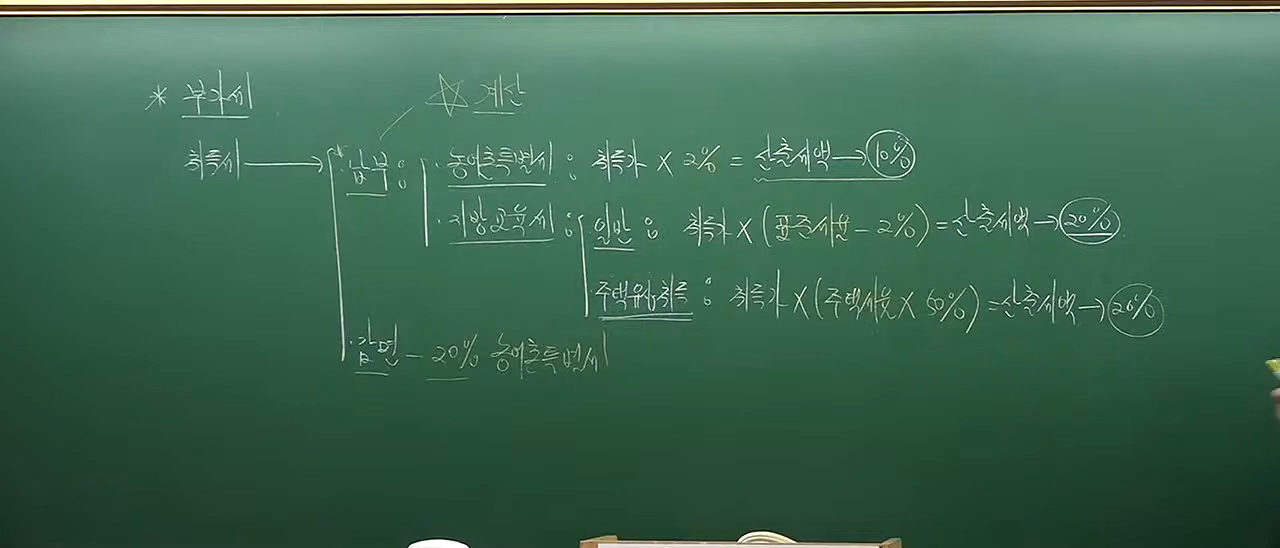 * 부가세 ☆ 계산
취득세 → *· 납부 : · 농어촌특별세 : 취득가 × 2% = 산출세액 → 10%
· 지방교육세 : 일반 : 취득가 × (표준세율 - 2%) = 산출세액 → 20%
주택유상취득 : 취득가 × (주택세율 × 50%) = 산출세액 → 20%
· 감면 - 20% 농어촌특별세